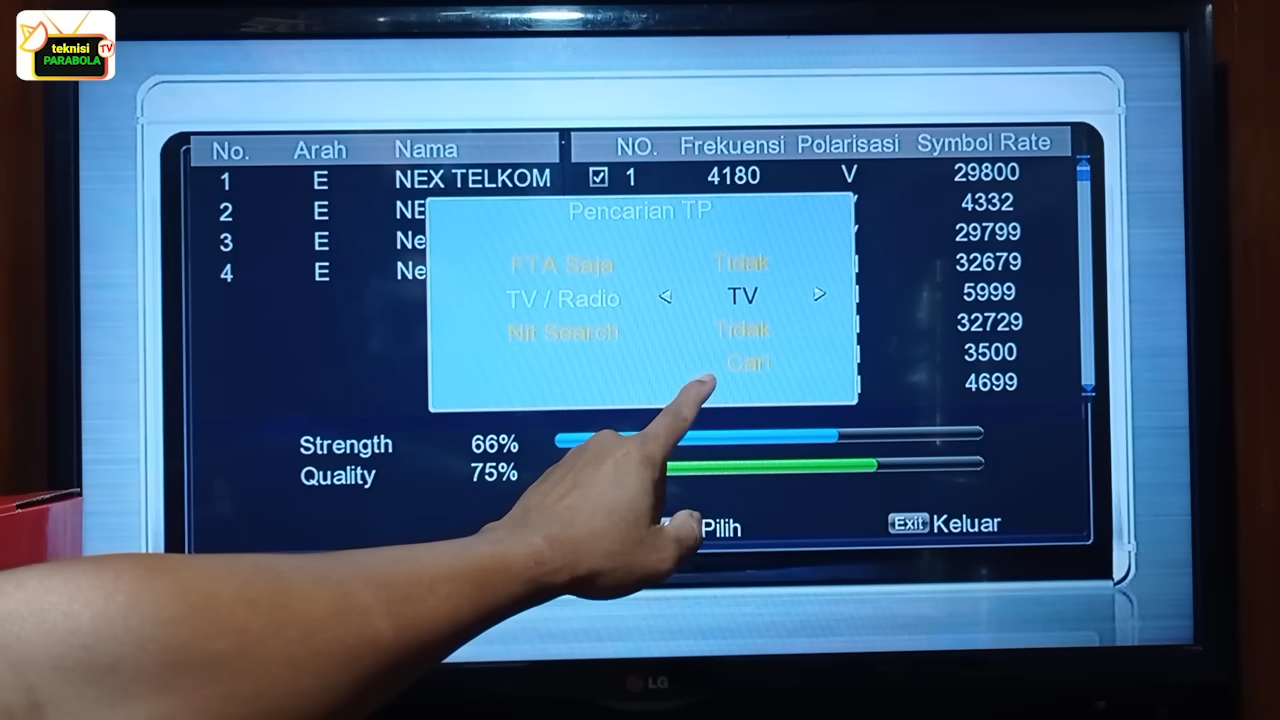 teknisi TV
PARABOLA
No. Arah Nama NO. Frekuensi Polarisasi Symbol Rate
1 E NEX TELKOM 1 4180 V 29800
2 E NE 4332
3 E Ne 29799
4 E Ne 32679
5999
32729
3500
4699
Pencarian TP
FTA Saja Tidak
TV / Radio TV
Nit Search Tidak
Cari
Strength 66%
Quality 75%
Pilih Exit Keluar
LG